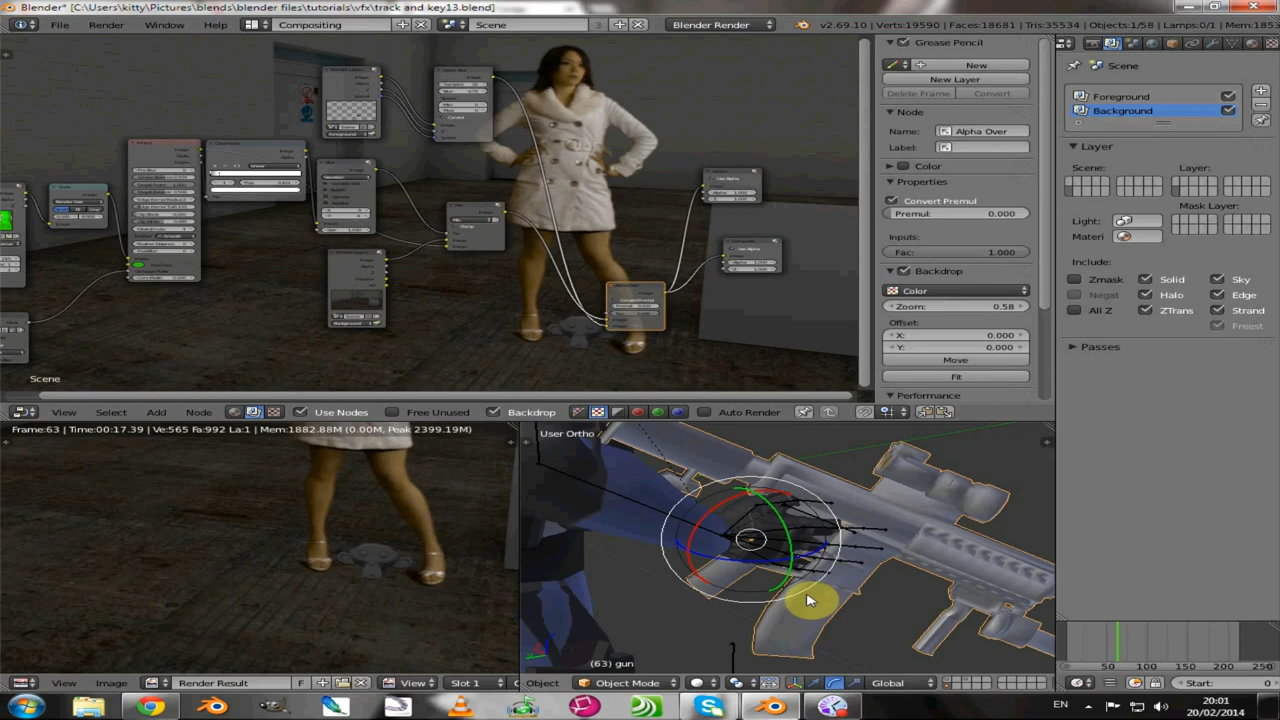 Blender* [C:\Users\kitty\Pictures\blends\blender files\tutorials\vfx\track and key13.blend]
File Render Window Help Compositing Scene 3 Blender Render v2.69.10 | Verts:19590 | Faces:18681 | Tris:35534 | Objects:1/58 | Lamps:0/1 | Mem:185
Grease Pencil
New
New Layer
Delete Frame Convert
Node
Name: Alpha Over
Label:
Color
Properties
Convert Premul
Premul: 0.000
Inputs:
Fac: 1.000
Backdrop
Color
Zoom: 0.58
Offset:
X: 0.000
Y: 0.000
Move
Fit
Performance
Scene
Foreground
Background
Layer
Scene: Layer:
Mask Layer:
Light:
Materi
Include:
Zmask Solid Sky
Negat Halo Edge
All Z ZTrans Strand
Freest
Passes
Scene
View Select Add Node Use Nodes Free Unused Backdrop Auto Render
Frame:63 | Time:00:17.39 | Ve:565 Fa:992 La:1 | Mem:1882.88M (0.00M, Peak 2399.19M)
User Ortho
(63) gun
50 100 150 200 250
View Image Render Result F View Slot 1
Object Object Mode Global
Start: 0
EN
20:01
20/02/2014